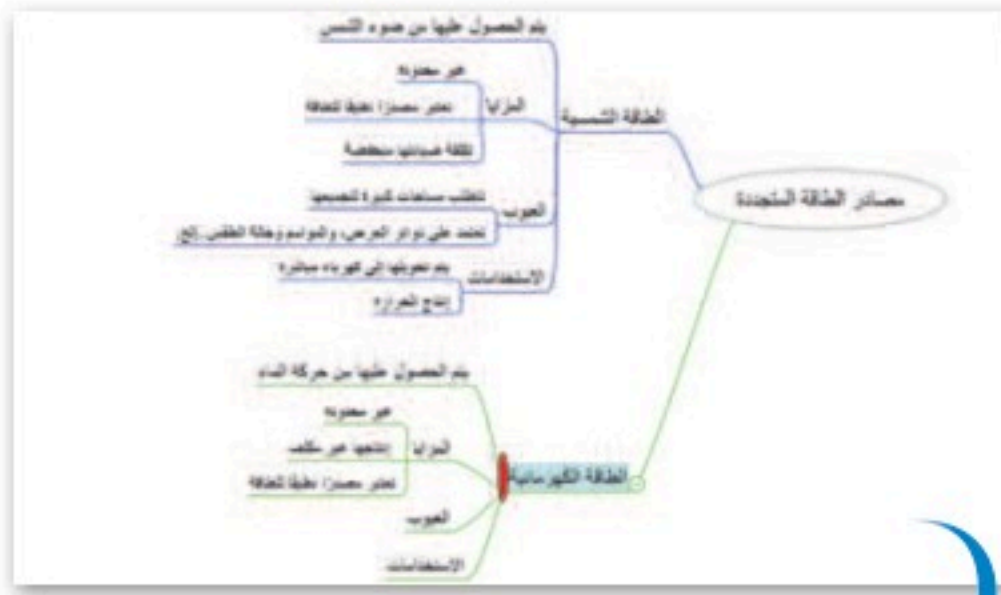 مصادر الطاقة المتجددة
الطاقة الشمسية
يتم الحصول عليها من ضوء الشمس
المزايا
غير محدودة
تعتبر مصدرًا نظيفًا للطاقة
تكلفة صيانتها منخفضة
العيوب
تتطلب مساحات كبيرة لتجميعها
تعتمد على دوائر العرض، والمواسم وحالة الطقس..إلخ.
الاستخدامات
يتم تحويلها إلى كهرباء مباشرة
إنتاج الحرارة
الطاقة الكهرمائية
يتم الحصول عليها من حركة الماء
المزايا
غير محدودة
إنتاجها غير مكلف
تعتبر مصدرًا نظيفًا للطاقة
العيوب
الاستخدامات